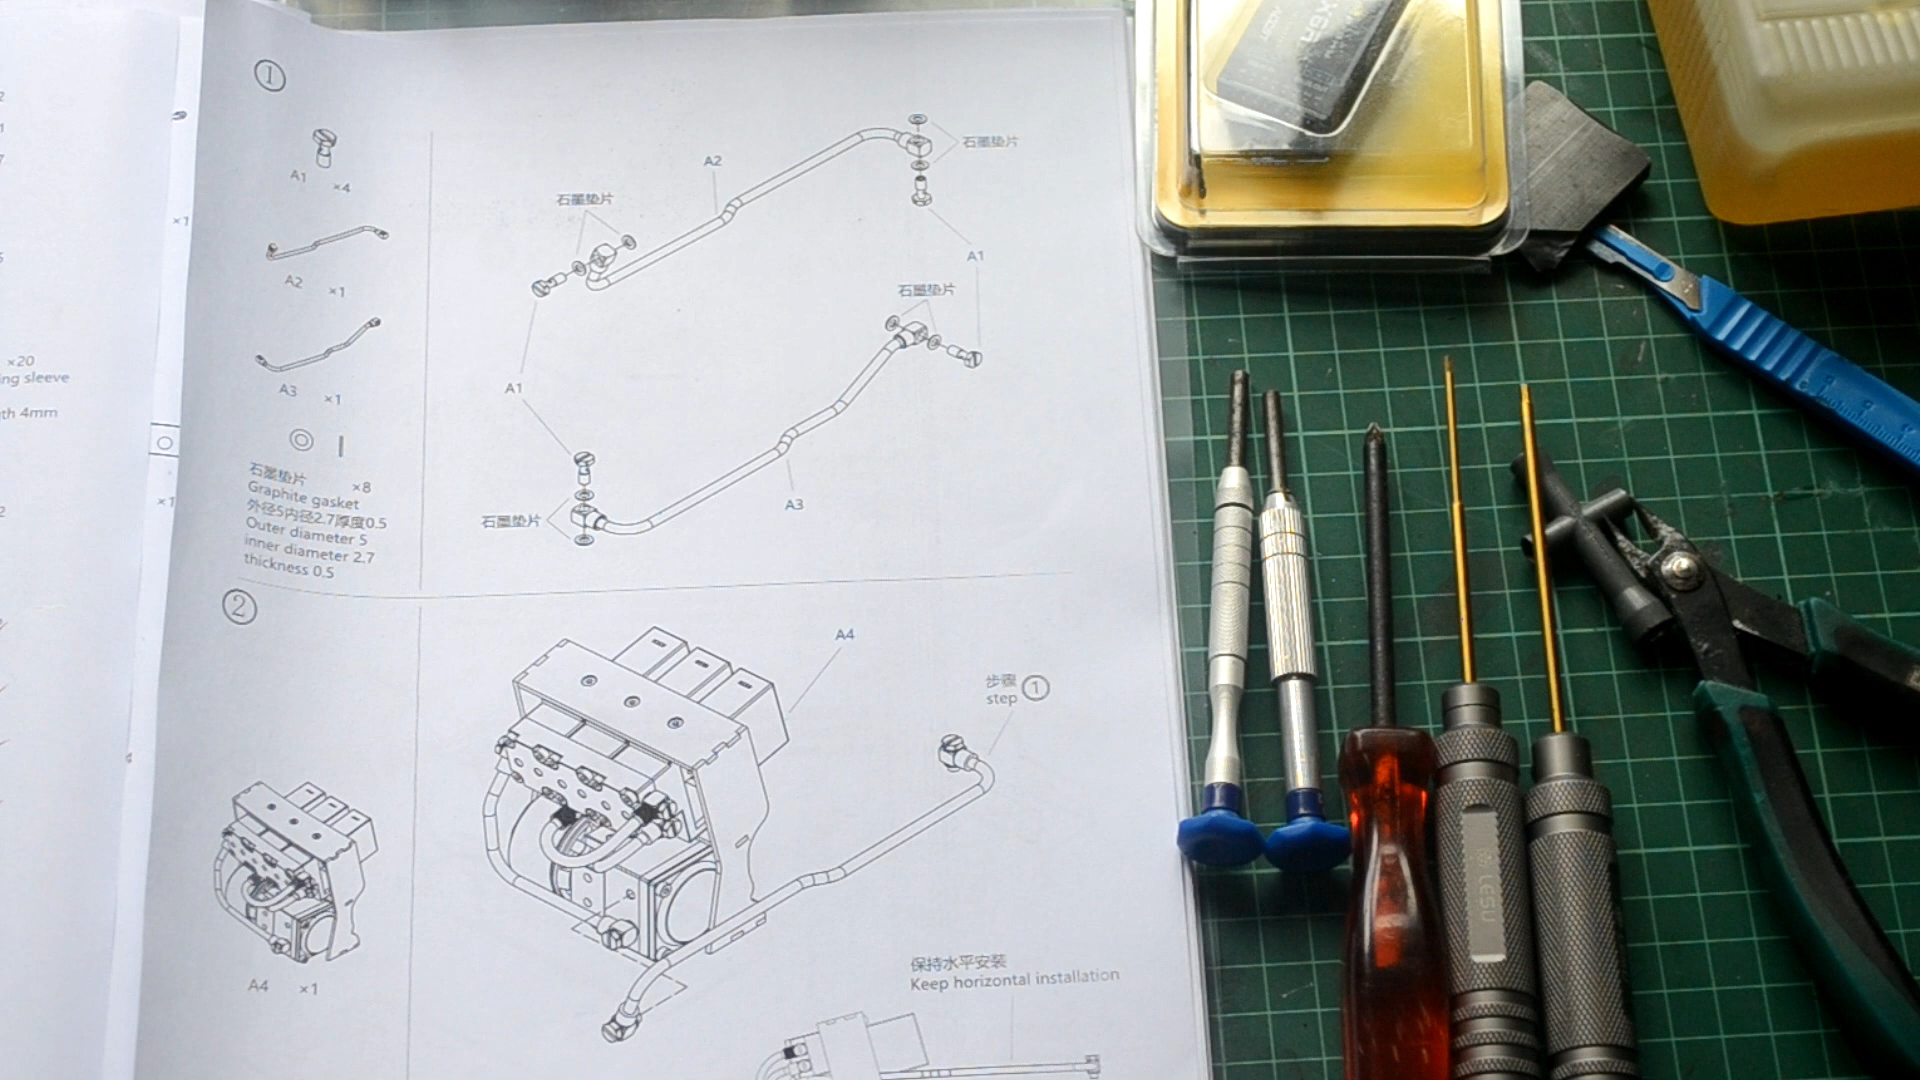 ×20
ing sleeve
th 4mm
×1
×1
①
A1 ×4
A2 ×1
A3 ×1
石墨垫片 ×8
Graphite gasket
外径5内径2.7厚度0.5
Outer diameter 5
inner diameter 2.7
thickness 0.5
石墨垫片
A2
石墨垫片
A1
石墨垫片
A1
石墨垫片
A3
②
A4 ×1
A4
步骤
step ①
保持水平安装
Keep horizontal installation
LESU